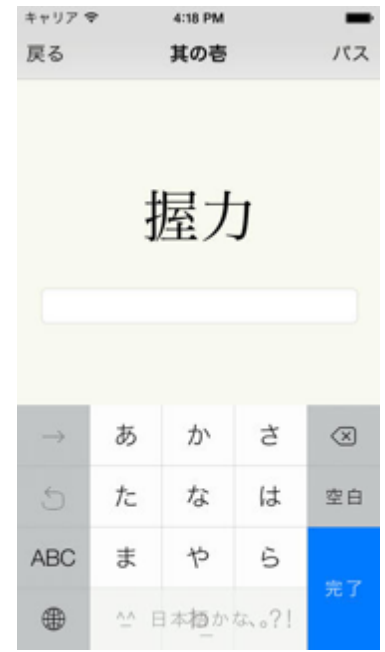 キャリア 4:18 PM
戻る 其の壱 パス
握力
→ あ か さ
た な は 空白
ABC ま や ら 完了
^^ 日本語かな 、。?!